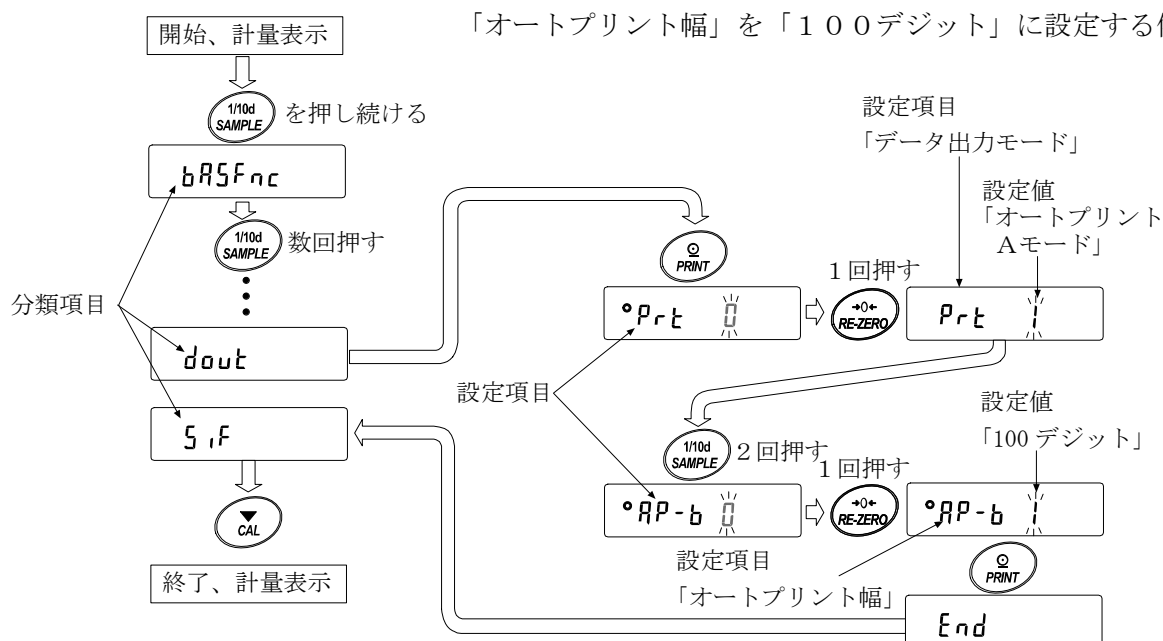 「オートプリント幅」を「１００デジット」に設定する
開始、計量表示
1/10d
SAMPLE
を押し続ける
bASFnc
1/10d
SAMPLE
数回押す
分類項目
dout
S iF
CAL
終了、計量表示
PRINT
Prt 0
１回押す
→0←
RE-ZERO
設定項目
「データ出力モード」
設定値
「オートプリント
Ａモード」
Prt 1
設定項目
1/10d
SAMPLE
２回押す
AP-b 0
１回押す
→0←
RE-ZERO
設定値
「100 デジット」
AP-b 1
設定項目
「オートプリント幅」
PRINT
End